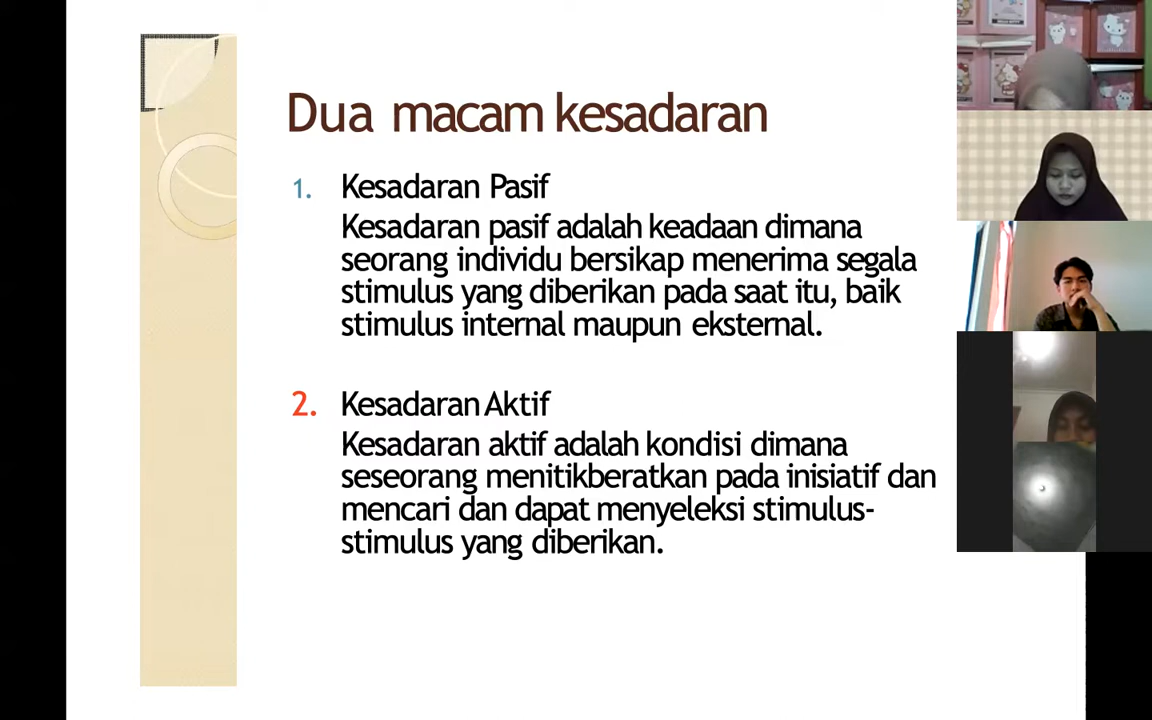 Dua macam kesadaran
1. Kesadaran Pasif
Kesadaran pasif adalah keadaan dimana
seorang individu bersikap menerima segala
stimulus yang diberikan pada saat itu, baik
stimulus internal maupun eksternal.
2. Kesadaran Aktif
Kesadaran aktif adalah kondisi dimana
seseorang menitikberatkan pada inisiatif dan
mencari dan dapat menyeleksi stimulus-
stimulus yang diberikan.